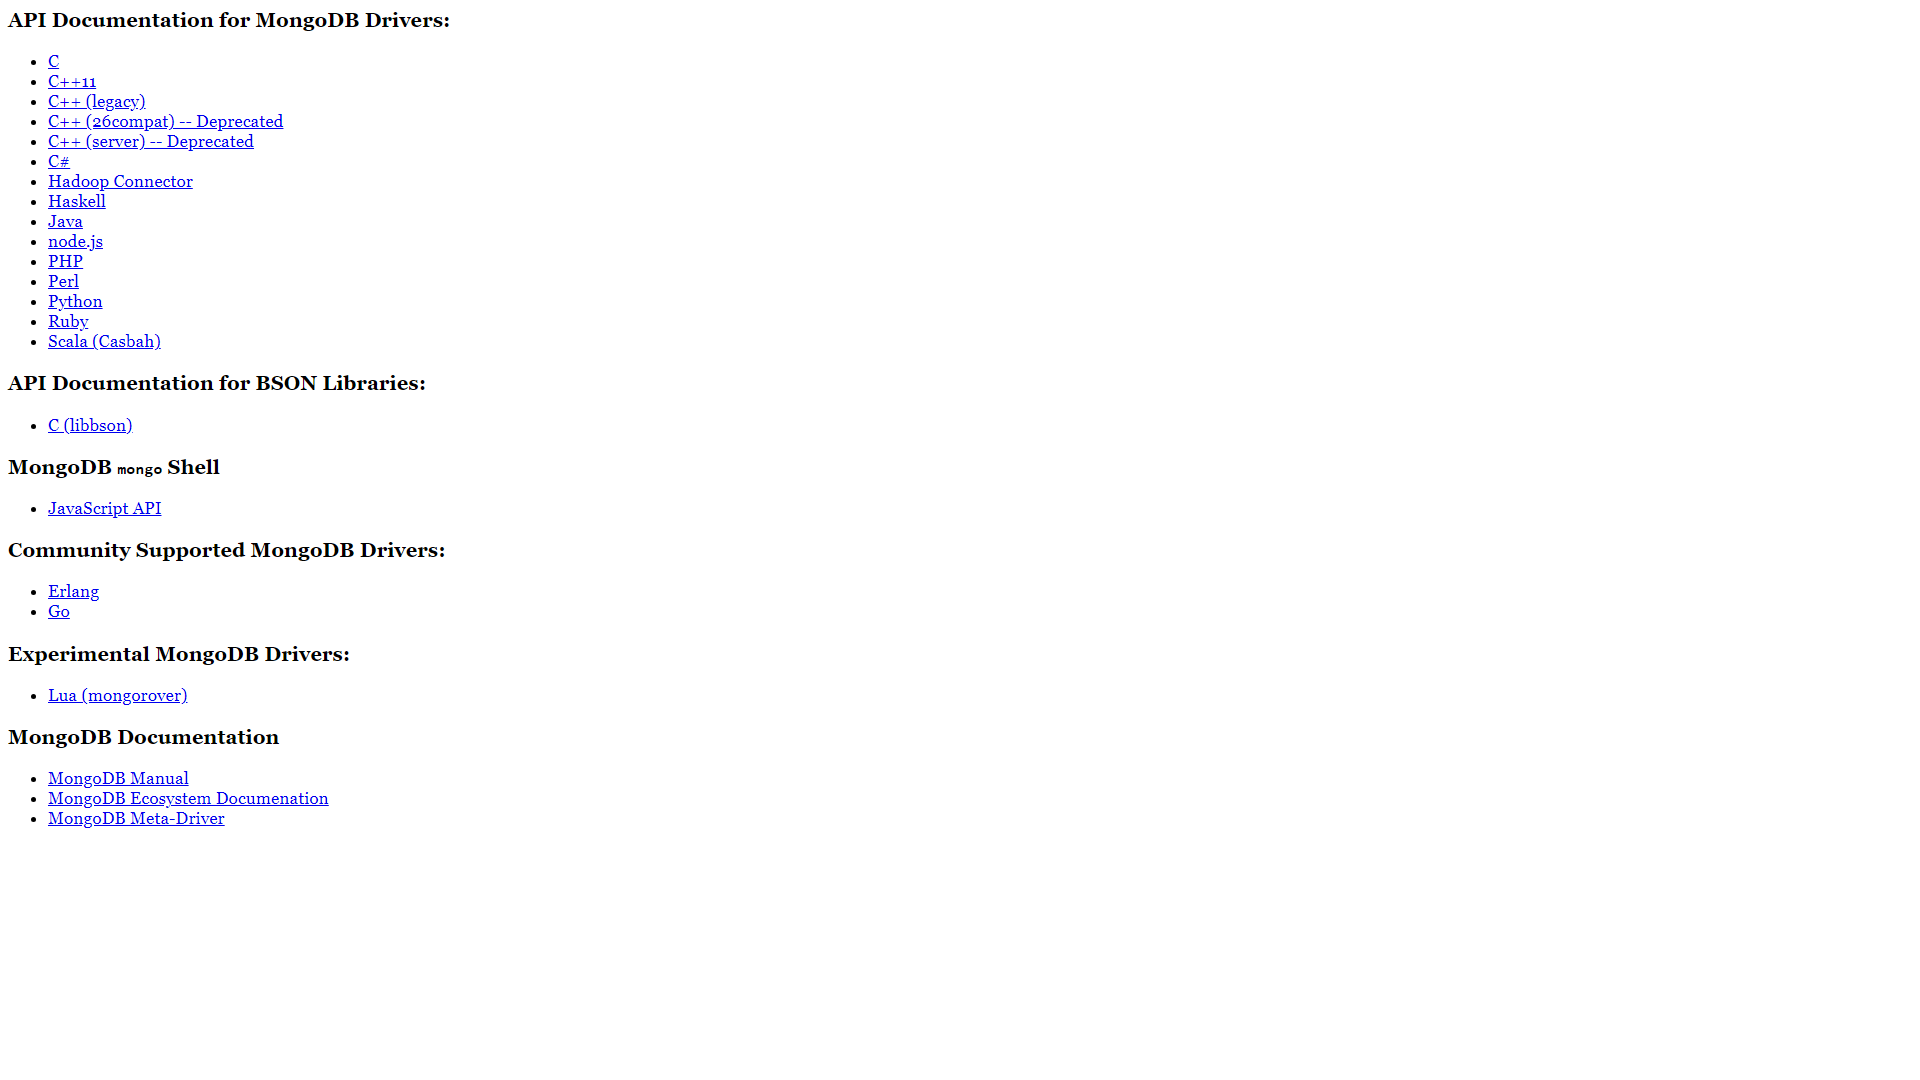 API Documentation for MongoDB Drivers:
C
C++11
C++ (legacy)
C++ (26compat) -- Deprecated
C++ (server) -- Deprecated
C#
Hadoop Connector
Haskell
Java
node.js
PHP
Perl
Python
Ruby
Scala (Casbah)
API Documentation for BSON Libraries:
C (libbson)
MongoDB mongo Shell
JavaScript API
Community Supported MongoDB Drivers:
Erlang
Go
Experimental MongoDB Drivers:
Lua (mongorover)
MongoDB Documentation
MongoDB Manual
MongoDB Ecosystem Documenation
MongoDB Meta-Driver